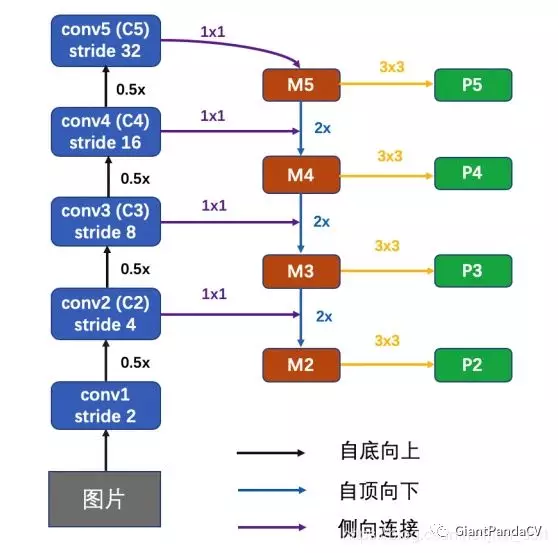 conv5 (C5)
stride 32
1x1
3x3
M5
P5
0.5x
conv4 (C4)
stride 16
1x1
2x
3x3
M4
P4
0.5x
conv3 (C3)
stride 8
1x1
2x
3x3
M3
P3
0.5x
conv2 (C2)
stride 4
1x1
2x
3x3
M2
P2
0.5x
conv1
stride 2
图片
自底向上
自顶向下
侧向连接
GiantPandaCV